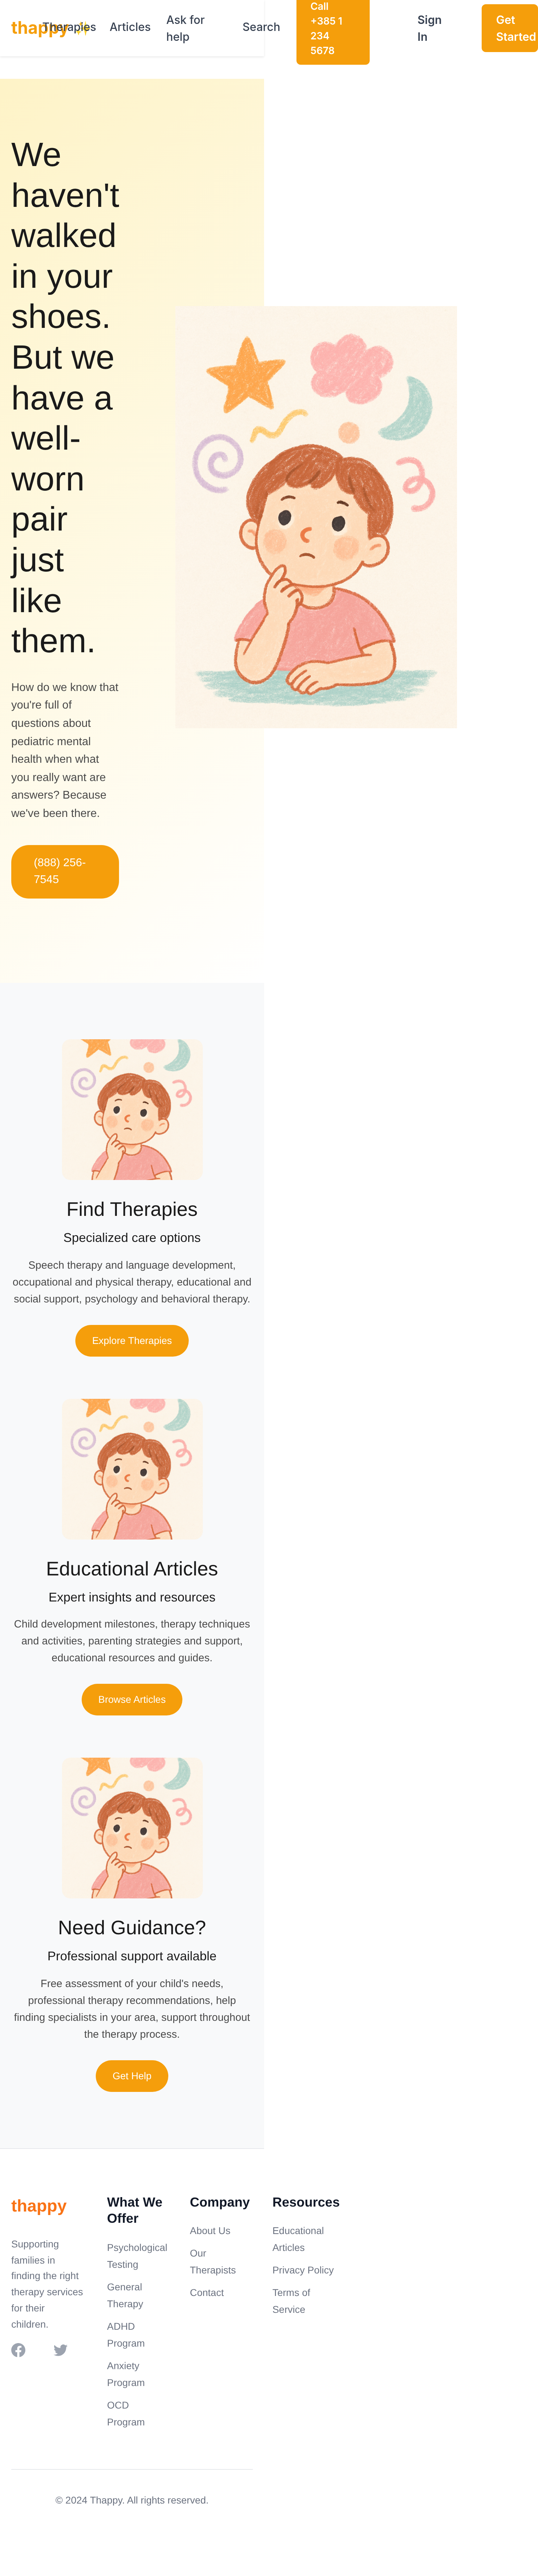 thappy
Therapies
Articles
Ask for
help
Search
Call
+385 1
234
5678
Sign
In
Get
Started
We
haven't
walked
in your
shoes.
But we
have a
well-
worn
pair
just
like
them.
How do we know that
you're full of
questions about
pediatric mental
health when what
you really want are
answers? Because
we've been there.
(888) 256-
7545
Find Therapies
Specialized care options
Speech therapy and language development,
occupational and physical therapy, educational and
social support, psychology and behavioral therapy.
Explore Therapies
Educational Articles
Expert insights and resources
Child development milestones, therapy techniques
and activities, parenting strategies and support,
educational resources and guides.
Browse Articles
Need Guidance?
Professional support available
Free assessment of your child's needs,
professional therapy recommendations, help
finding specialists in your area, support throughout
the therapy process.
Get Help
thappy
Supporting
families in
finding the right
therapy services
for their
children.
What We
Offer
Psychological
Testing
General
Therapy
ADHD
Program
Anxiety
Program
OCD
Program
Company
About Us
Our
Therapists
Contact
Resources
Educational
Articles
Privacy Policy
Terms of
Service
© 2024 Thappy. All rights reserved.